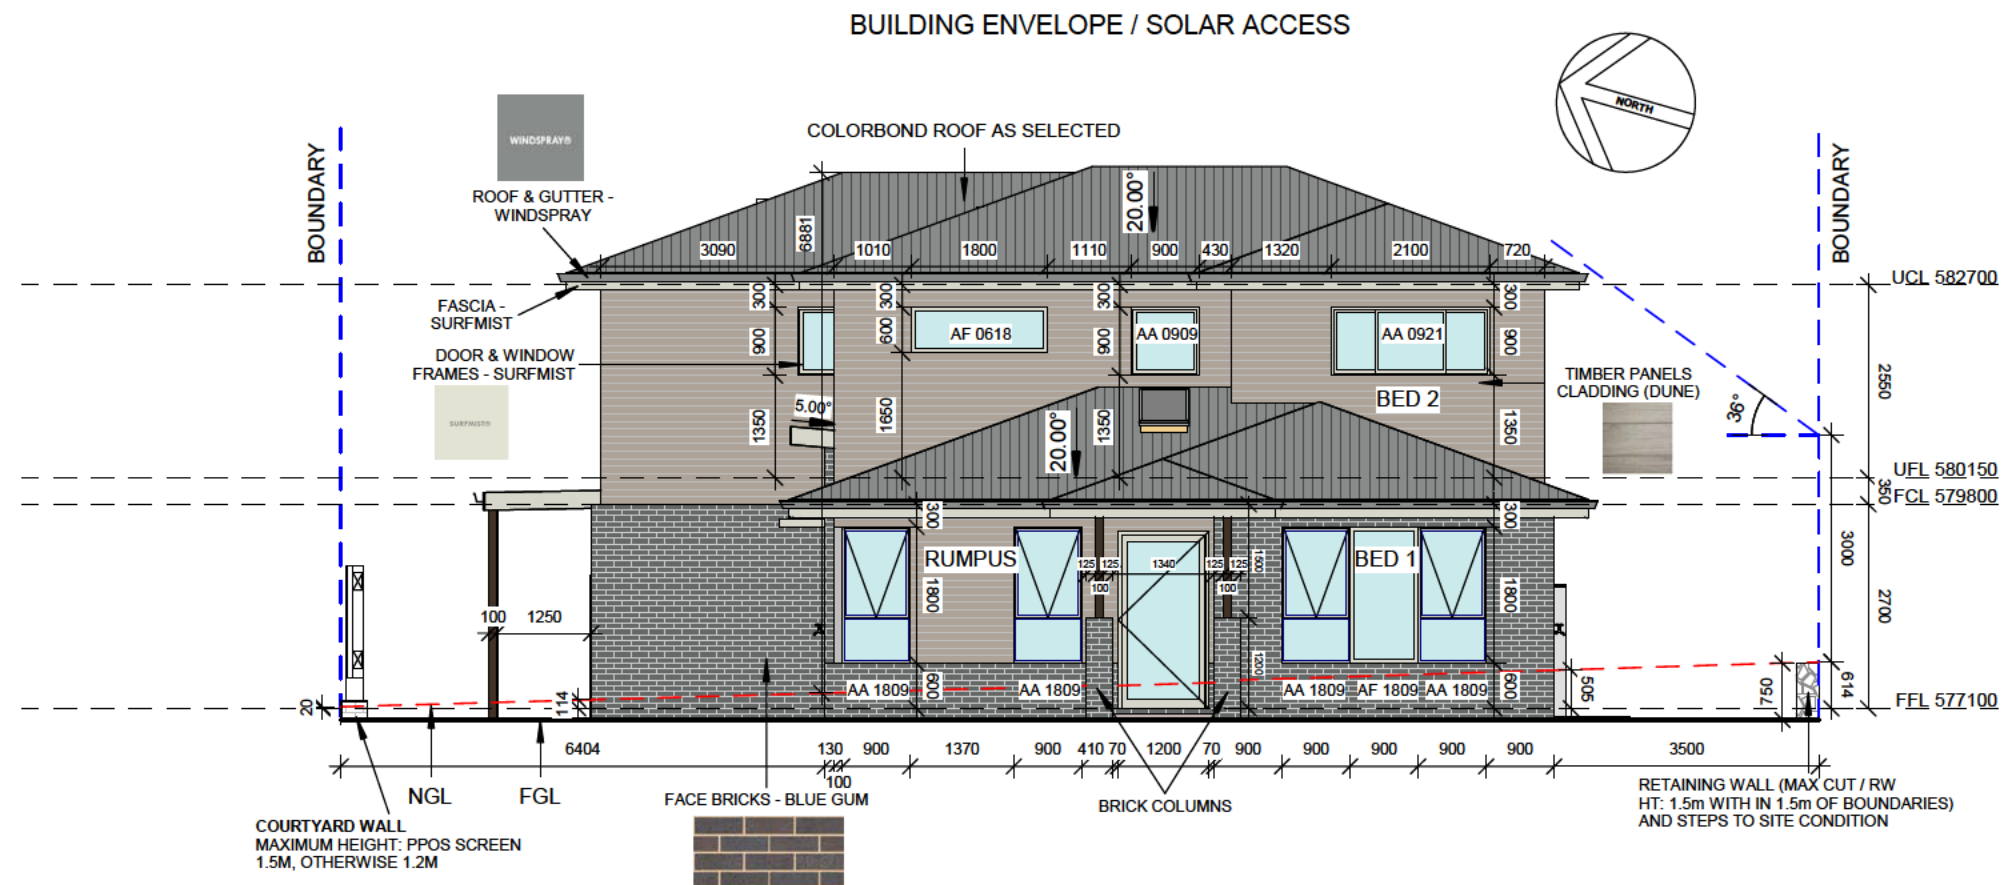 BUILDING ENVELOPE / SOLAR ACCESS
NORTH
BOUNDARY
BOUNDARY
WINDSPRAY®
COLORBOND ROOF AS SELECTED
ROOF & GUTTER -
WINDSPRAY
20.00°
6881
3090
1010
1800
1110
900
430
1320
2100
720
UCL 582700
FASCIA -
SURFMIST
300
300
300
300
900
600
900
900
AF 0618
AA 0909
AA 0921
DOOR & WINDOW
FRAMES - SURFMIST
SURFMIST®
TIMBER PANELS
CLADDING (DUNE)
BED 2
36°
2550
5.00°
1350
1650
1350
1350
20.00°
UFL 580150
350
FCL 579800
300
300
RUMPUS
BED 1
125
125
1340
125
125
100
100
1500
1800
1800
3000
2700
100
1250
1200
600
600
AA 1809
AA 1809
AA 1809
AF 1809
AA 1809
505
750
614
20
114
FFL 577100
6404
130
900
1370
900
410
70
1200
70
900
900
900
900
900
3500
100
NGL
FGL
FACE BRICKS - BLUE GUM
BRICK COLUMNS
RETAINING WALL (MAX CUT / RW
HT: 1.5m WITH IN 1.5m OF BOUNDARIES)
AND STEPS TO SITE CONDITION
COURTYARD WALL
MAXIMUM HEIGHT: PPOS SCREEN
1.5M, OTHERWISE 1.2M